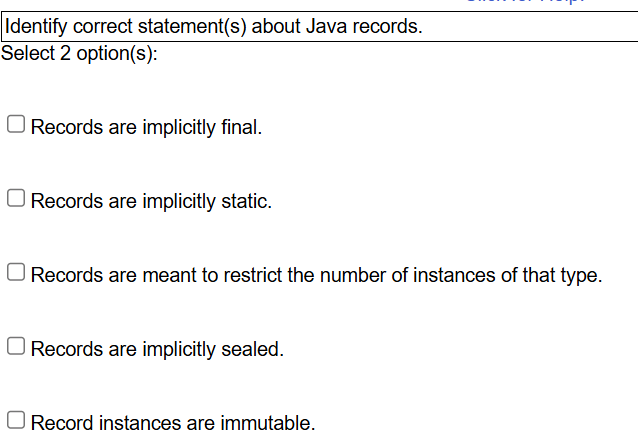 Identify correct statement(s) about Java records.
Select 2 option(s):
Records are implicitly final.
Records are implicitly static.
Records are meant to restrict the number of instances of that type.
Records are implicitly sealed.
Record instances are immutable.